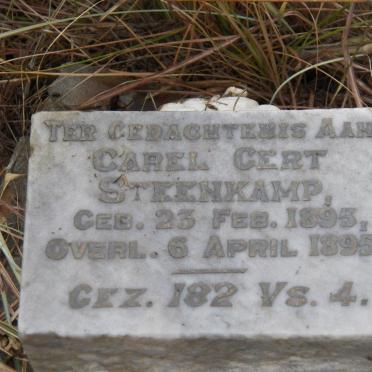 TER GEDACHTENIS AAN
CAREL GERT
STEENKAMP,
GEB. 23 FEB. 1895,
OVERL. 6 APRIL 1895
GEZ. 182 VS. 4.